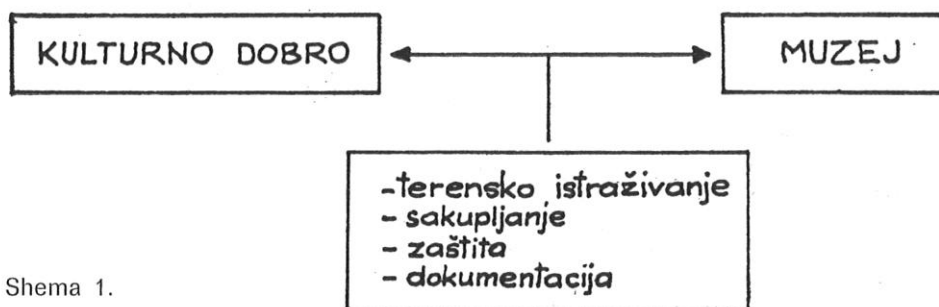 KULTURNO DOBRO
MUZEJ
-terensko istraživanje
- sakupljanje
- zaštita
- dokumentacija
Shema 1.